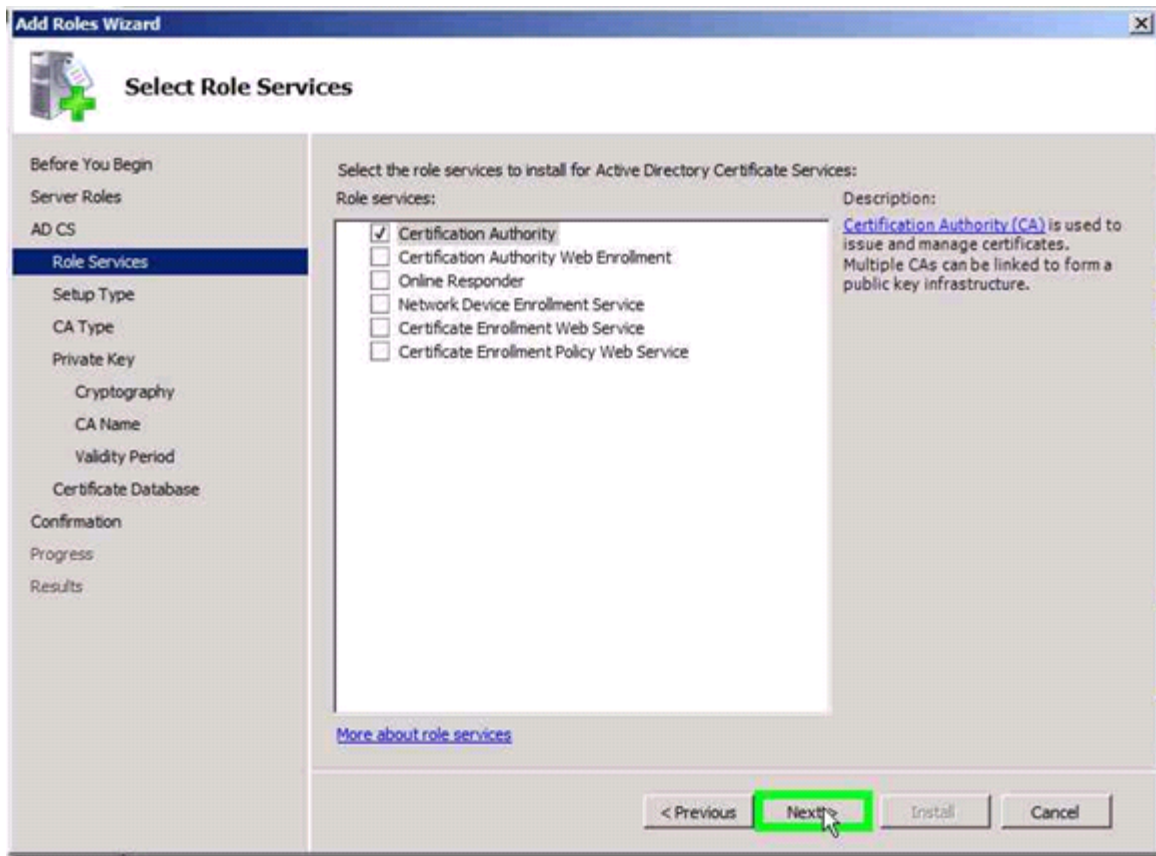 Add Roles Wizard
Select Role Services
Before You Begin
Server Roles
AD CS
Role Services
Setup Type
CA Type
Private Key
Cryptography
CA Name
Validity Period
Certificate Database
Confirmation
Progress
Results
Select the role services to install for Active Directory Certificate Services:
Role services:
Certification Authority
Certification Authority Web Enrollment
Online Responder
Network Device Enrollment Service
Certificate Enrollment Web Service
Certificate Enrollment Policy Web Service
More about role services
Description:
Certification Authority (CA) is used to
issue and manage certificates.
Multiple CAs can be linked to form a
public key infrastructure.
< Previous
Next >
Install
Cancel